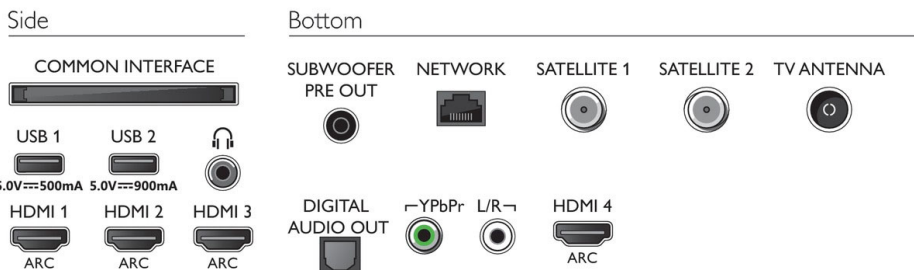 Side
COMMON INTERFACE
USB 1 USB 2
5.0V⎓500mA 5.0V⎓900mA
HDMI 1 HDMI 2 HDMI 3
ARC ARC ARC
Bottom
SUBWOOFER PRE OUT
NETWORK
SATELLITE 1
SATELLITE 2
TV ANTENNA
DIGITAL AUDIO OUT
YPbPr L/R
HDMI 4
ARC